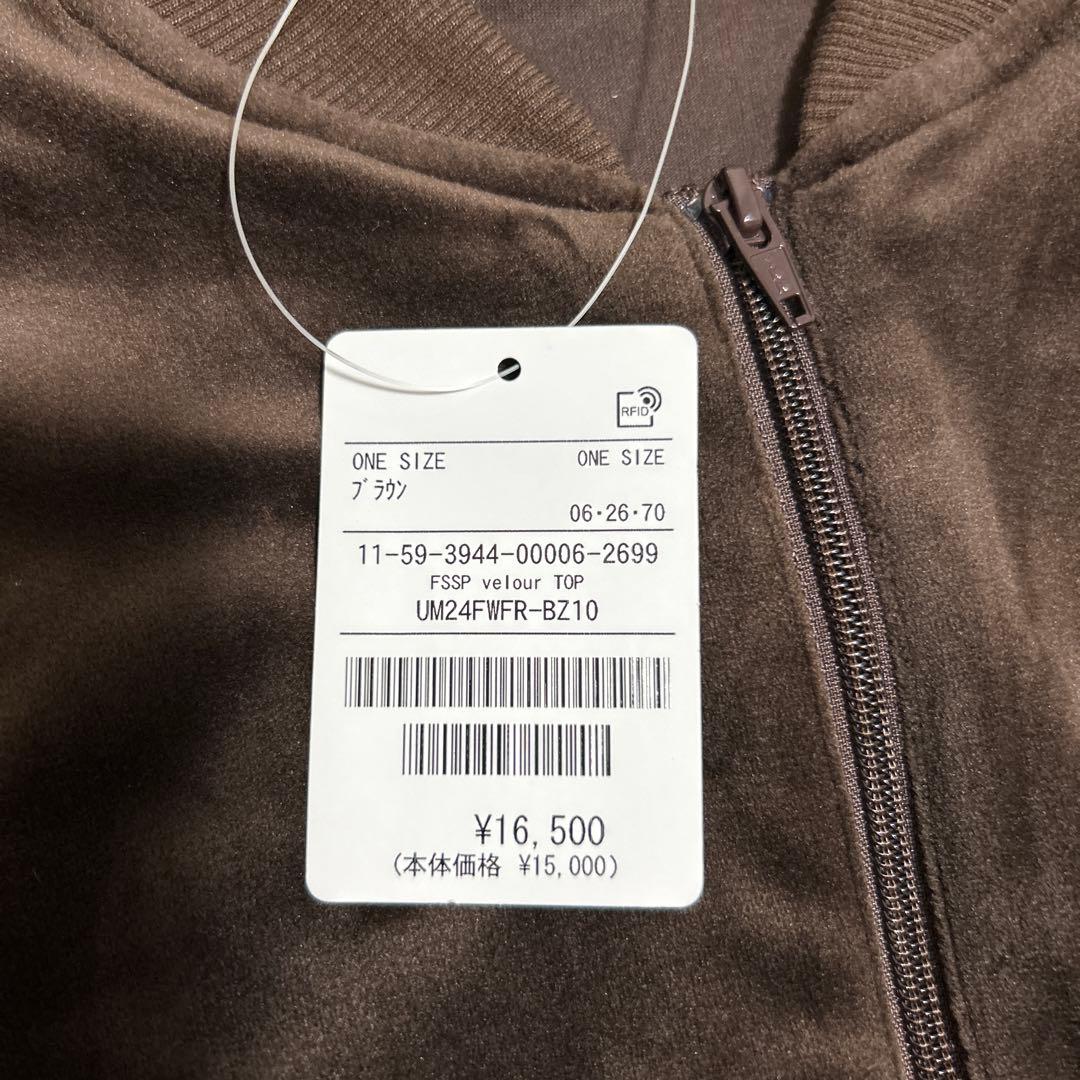 RFID
ONE SIZE ONE SIZE
ﾌﾞﾗｳﾝ
06・26・70
11-59-3944-00006-2699
FSSP velour TOP
UM24FWFR-BZ10
¥16,500
(本体価格 ¥15,000)